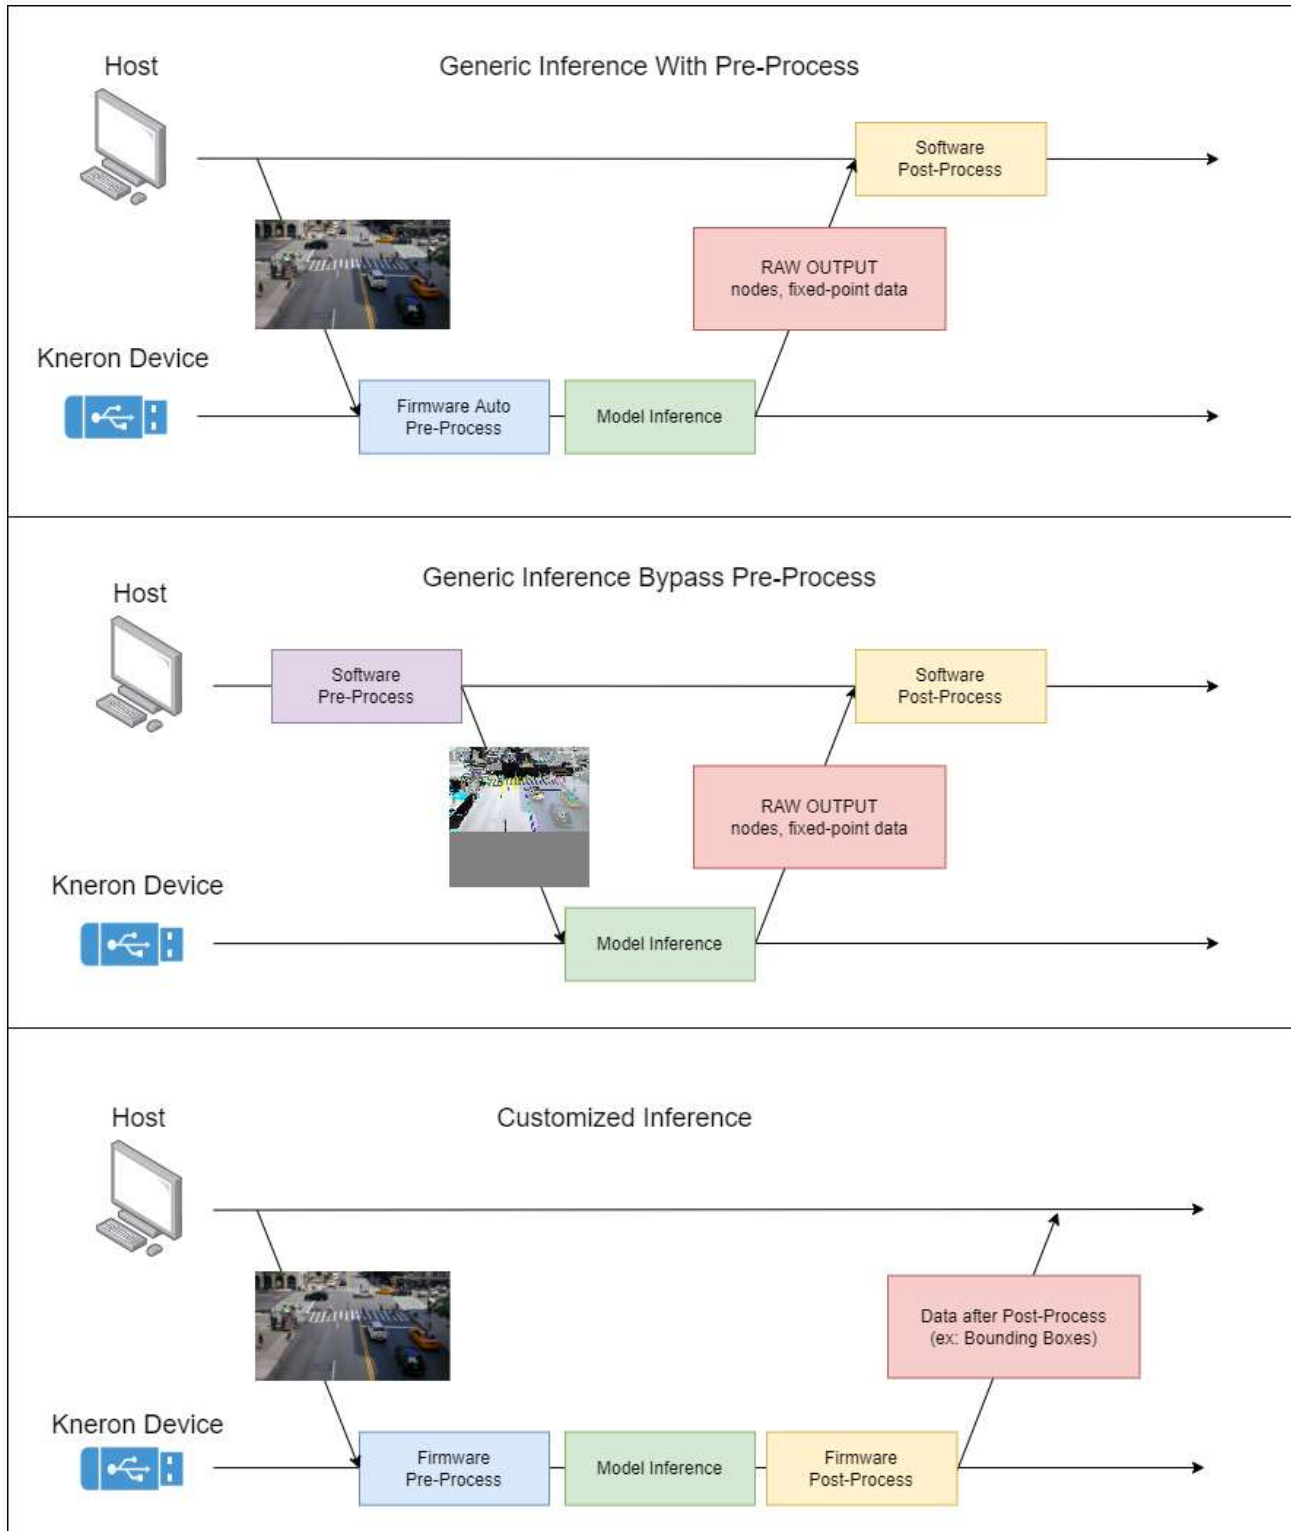 Host
Generic Inference With Pre-Process
Software
Post-Process
RAW OUTPUT
nodes, fixed-point data
Kneron Device
Firmware Auto
Pre-Process
Model Inference
Generic Inference Bypass Pre-Process
Host
Software
Pre-Process
Software
Post-Process
RAW OUTPUT
nodes, fixed-point data
Kneron Device
Model Inference
Host
Customized Inference
Data after Post-Process
(ex: Bounding Boxes)
Kneron Device
Firmware
Pre-Process
Model Inference
Firmware
Post-Process